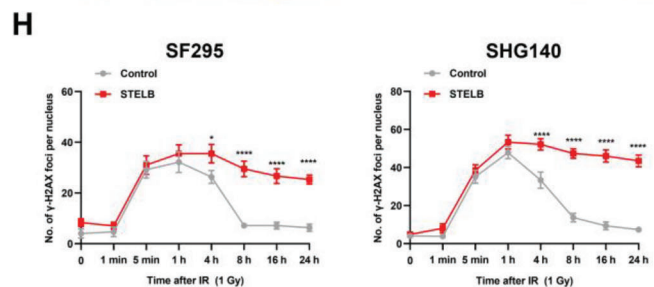 H
SF295
Control
STELB
No. of γ-H2AX foci per nucleus
60
40
20
0
* **** **** ****
0 1 min 5 min 1 h 4 h 8 h 16 h 24 h
Time after IR (1 Gy)
SHG140
Control
STELB
No. of γ-H2AX foci per nucleus
80
60
40
20
0
**** **** **** ****
0 1 min 5 min 1 h 4 h 8 h 16 h 24 h
Time after IR (1 Gy)